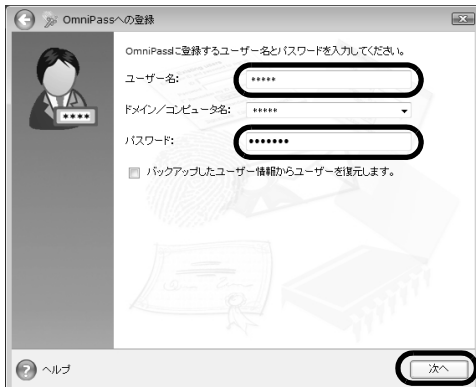 OmniPassへの登録
OmniPassに登録するユーザー名とパスワードを入力してください。
ユーザー名:
*****
ドメイン/コンピュータ名:
*****
パスワード:
●●●●●●●
****
バックアップしたユーザー情報からユーザーを復元します。
ヘルプ
次へ